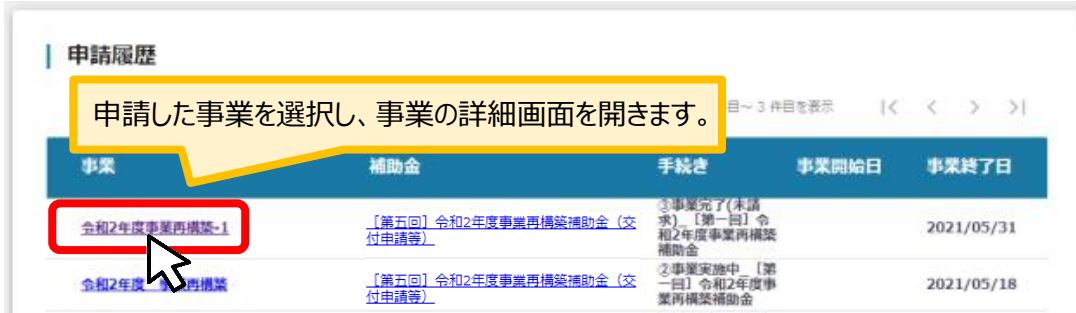 申請履歴
申請した事業を選択し、事業の詳細画面を開きます。
目～3 件目を表示 |< < > >|
事業 補助金 手続き 事業開始日 事業終了日
令和2年度事業再構築-1
［第五回］令和2年度事業再構築補助金（交
付申請等）
③事業完了(未請
求)_［第一回］令
和2年度事業再構築
補助金
2021/05/31
令和2年度 事業再構築
［第五回］令和2年度事業再構築補助金（交
付申請等）
②事業実施中_［第
一回］令和2年度事
業再構築補助金
2021/05/18